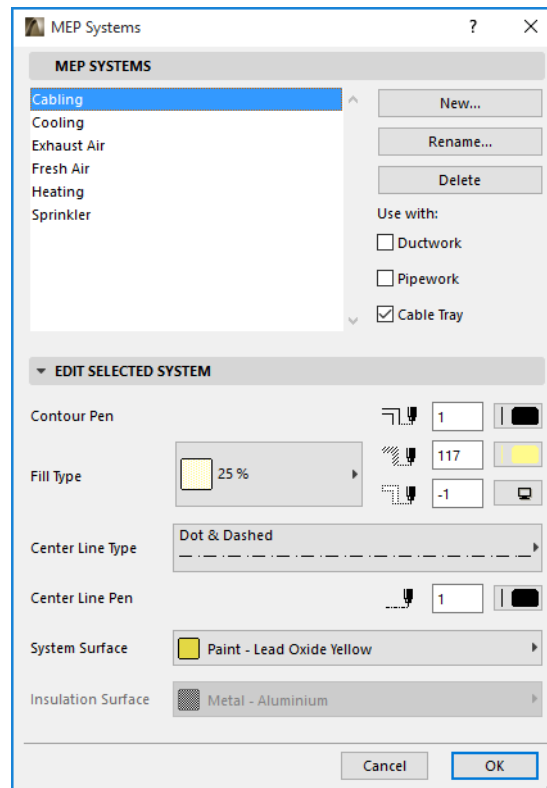 MEP Systems
?
MEP SYSTEMS
Cabling
Cooling
Exhaust Air
Fresh Air
Heating
Sprinkler
New...
Rename...
Delete
Use with:
Ductwork
Pipework
Cable Tray
EDIT SELECTED SYSTEM
Contour Pen
1
Fill Type
25 %
117
-1
Center Line Type
Dot & Dashed
Center Line Pen
1
System Surface
Paint - Lead Oxide Yellow
Insulation Surface
Metal - Aluminium
Cancel
OK